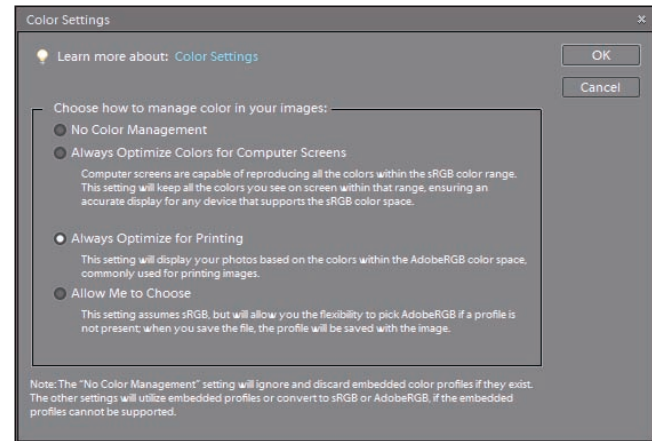 Color Settings
Learn more about: Color Settings
OK
Cancel
Choose how to manage color in your images:
No Color Management
Always Optimize Colors for Computer Screens
Computer screens are capable of reproducing all the colors within the sRGB color range.
This setting will keep all the colors you see on screen within that range, ensuring an
accurate display for any device that supports the sRGB color space.
Always Optimize for Printing
This setting will display your photos based on the colors within the AdobeRGB color space,
commonly used for printing images.
Allow Me to Choose
This setting assumes sRGB, but will allow you the flexibility to pick AdobeRGB if a profile is
not present; when you save the file, the profile will be saved with the image.
Note: The "No Color Management" setting will ignore and discard embedded color profiles if they exist.
The other settings will utilize embedded profiles or convert to sRGB or AdobeRGB, if the embedded
profiles cannot be supported.